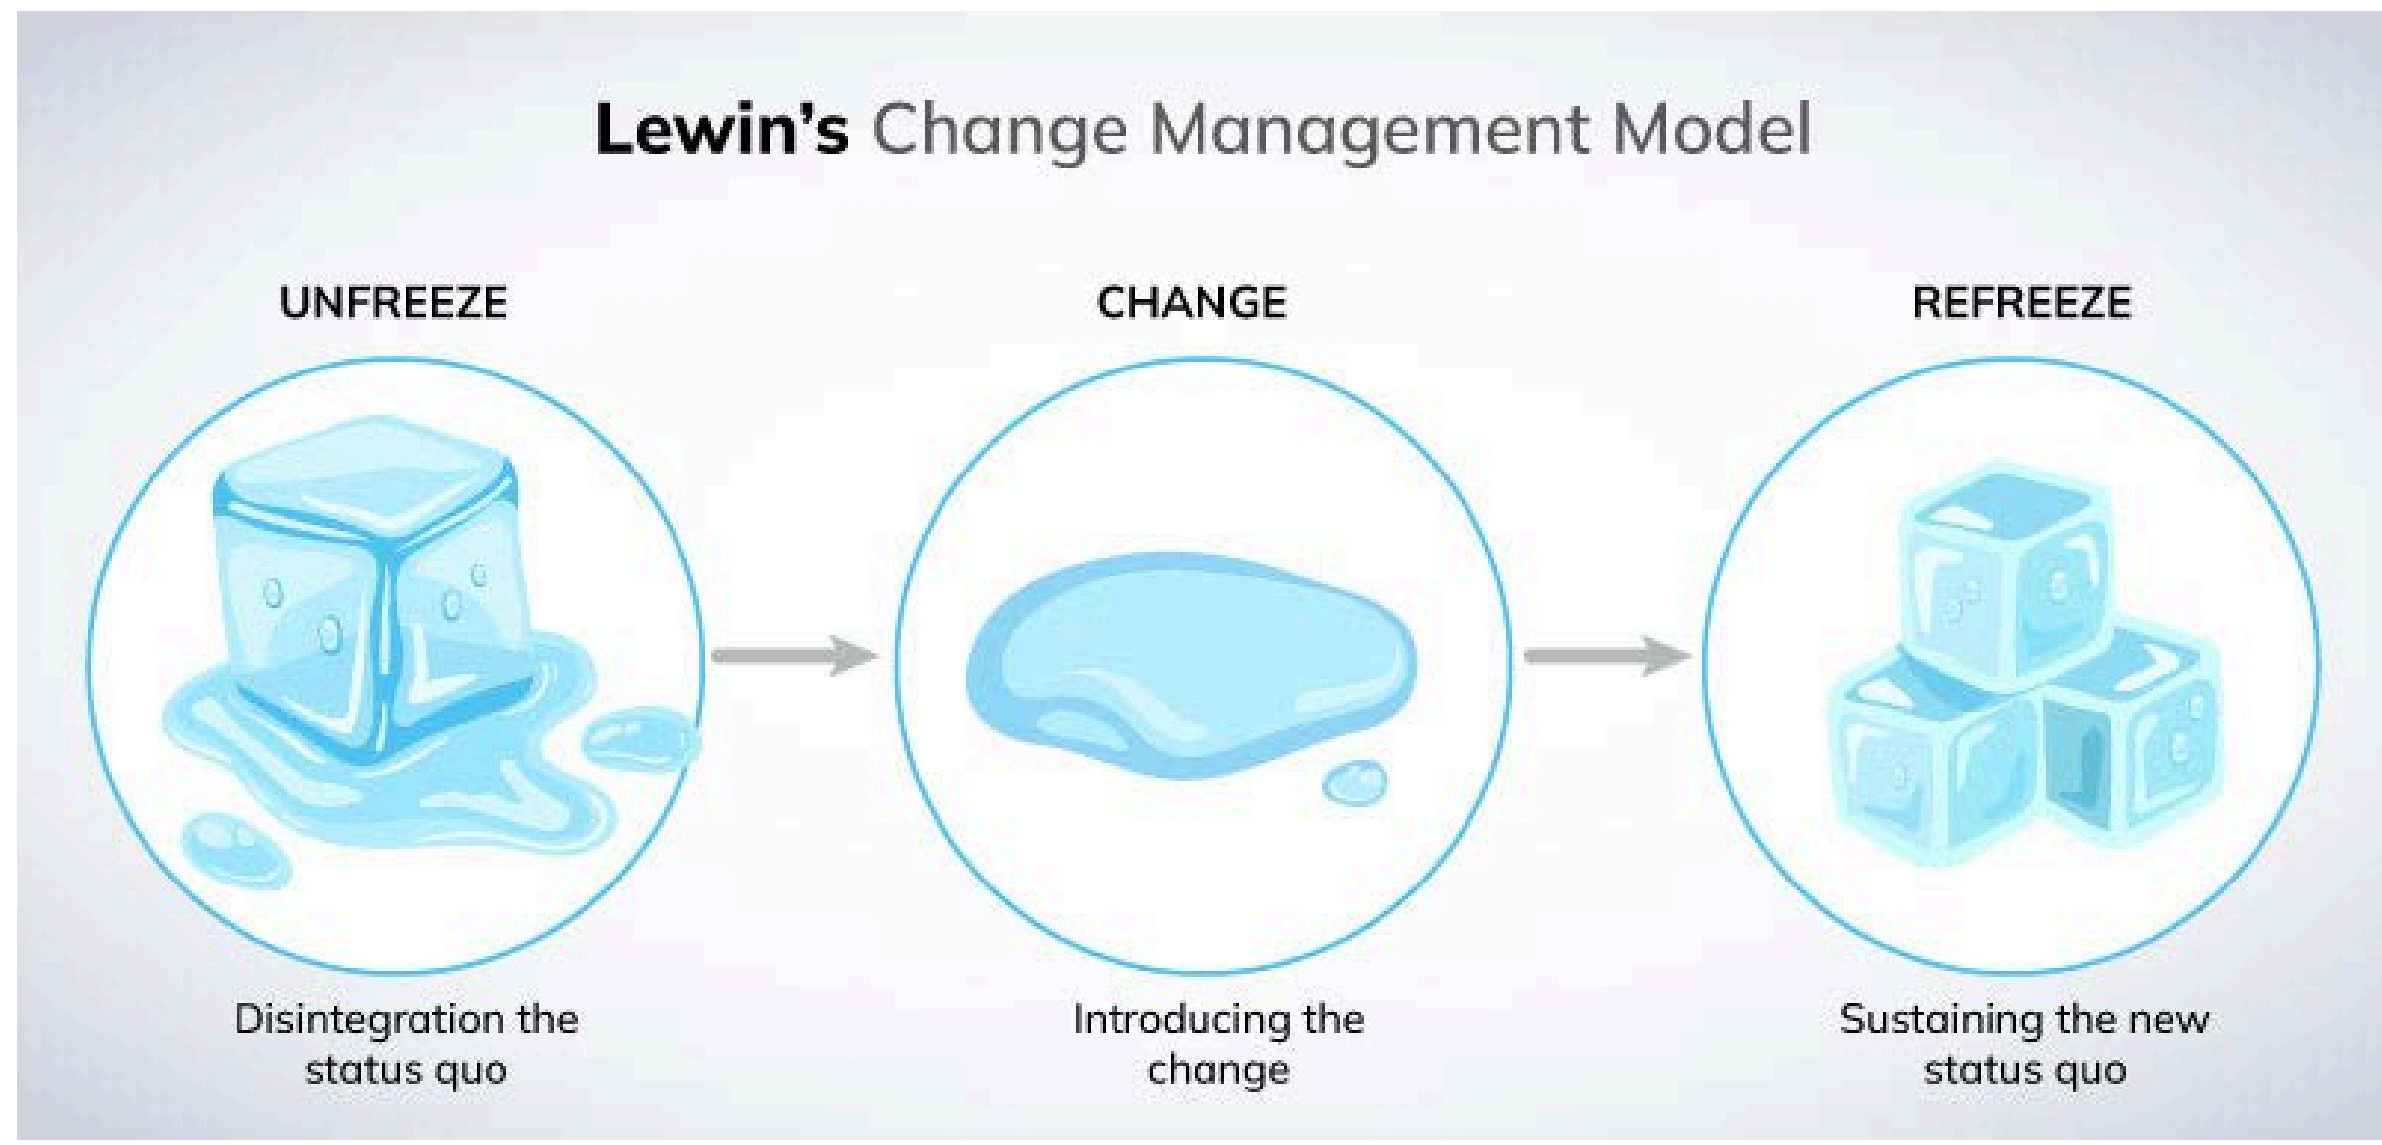 Lewin's Change Management Model
UNFREEZE
CHANGE
REFREEZE
Disintegration the
status quo
Introducing the
change
Sustaining the new
status quo